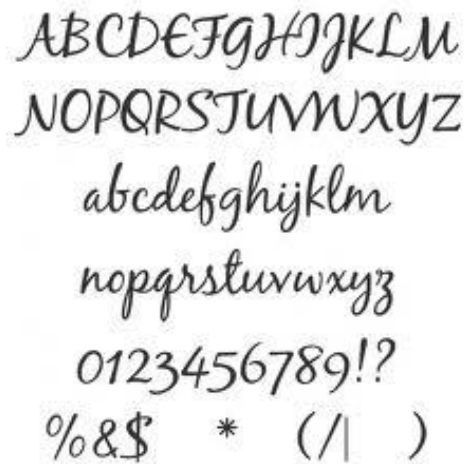 ABCDEFGHIJKLM
NOPQRSTUVWXYZ
abcdefghijklm
nopqrstuvwxyz
0123456789!?
%&$ * (/| )